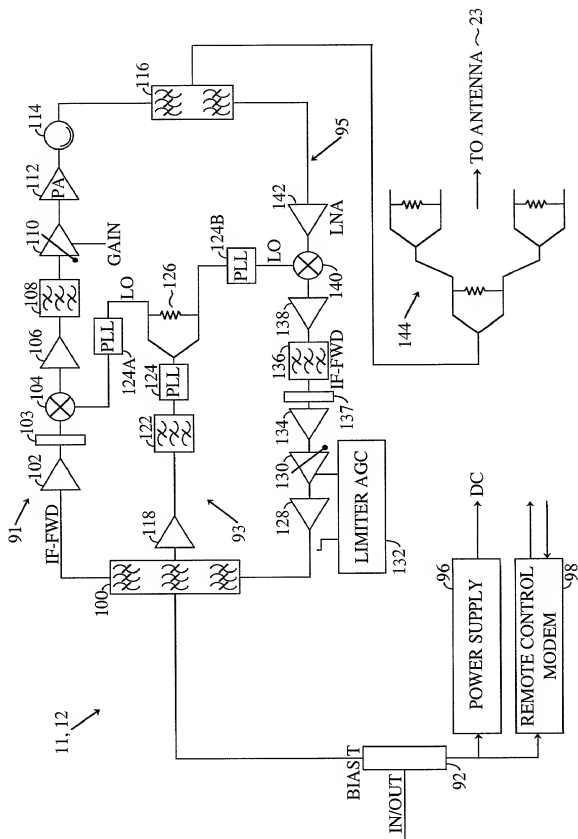 11, 12
91
IF-FWD
102
103
104
106
108
110
GAIN
112
PA
114
116
LO
PLL
124A
100
118
93
122
124
PLL
126
124B
PLL
LO
95
142
LNA
140
138
136
IF-FWD
137
134
130
128
LIMITER AGC
132
144
TO ANTENNA ~23
BIAS T
IN/OUT
92
96
POWER SUPPLY
DC
REMOTE CONTROL
MODEM
98